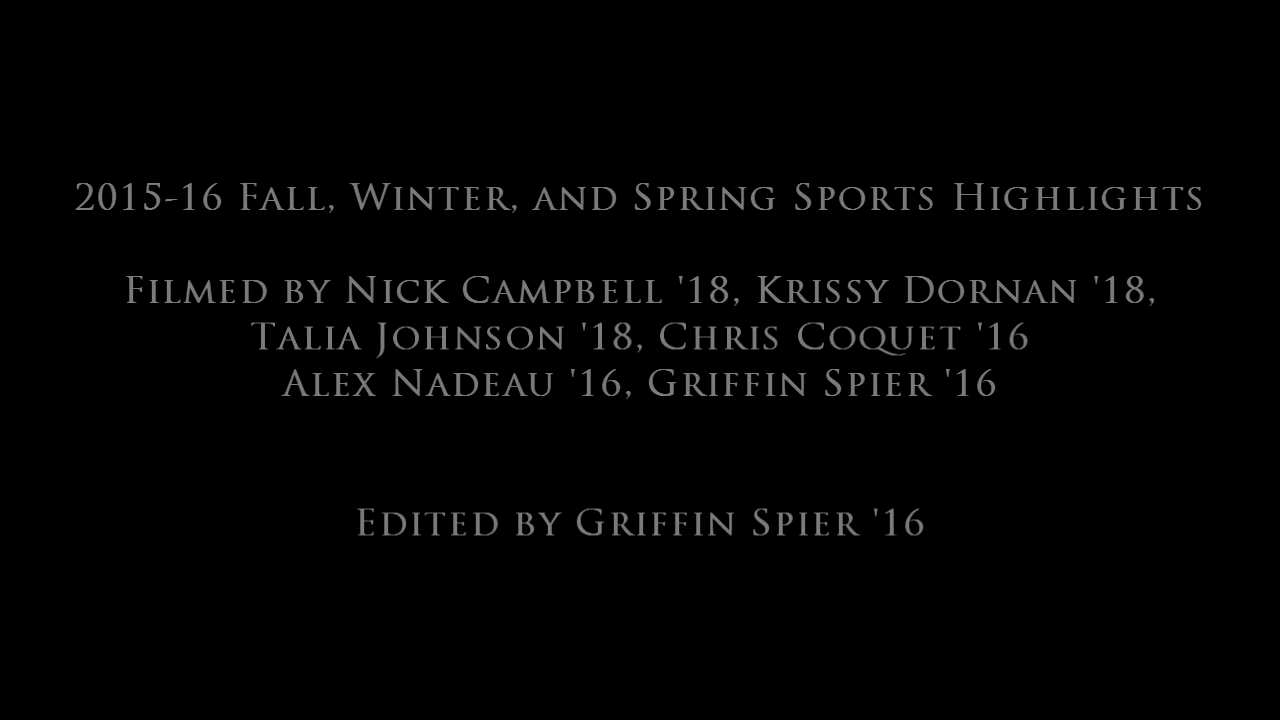 2015-16 Fall, Winter, and Spring Sports Highlights
Filmed by Nick Campbell '18, Krissy Dornan '18,
Talia Johnson '18, Chris Coquet '16
Alex Nadeau '16, Griffin Spier '16
Edited by Griffin Spier '16